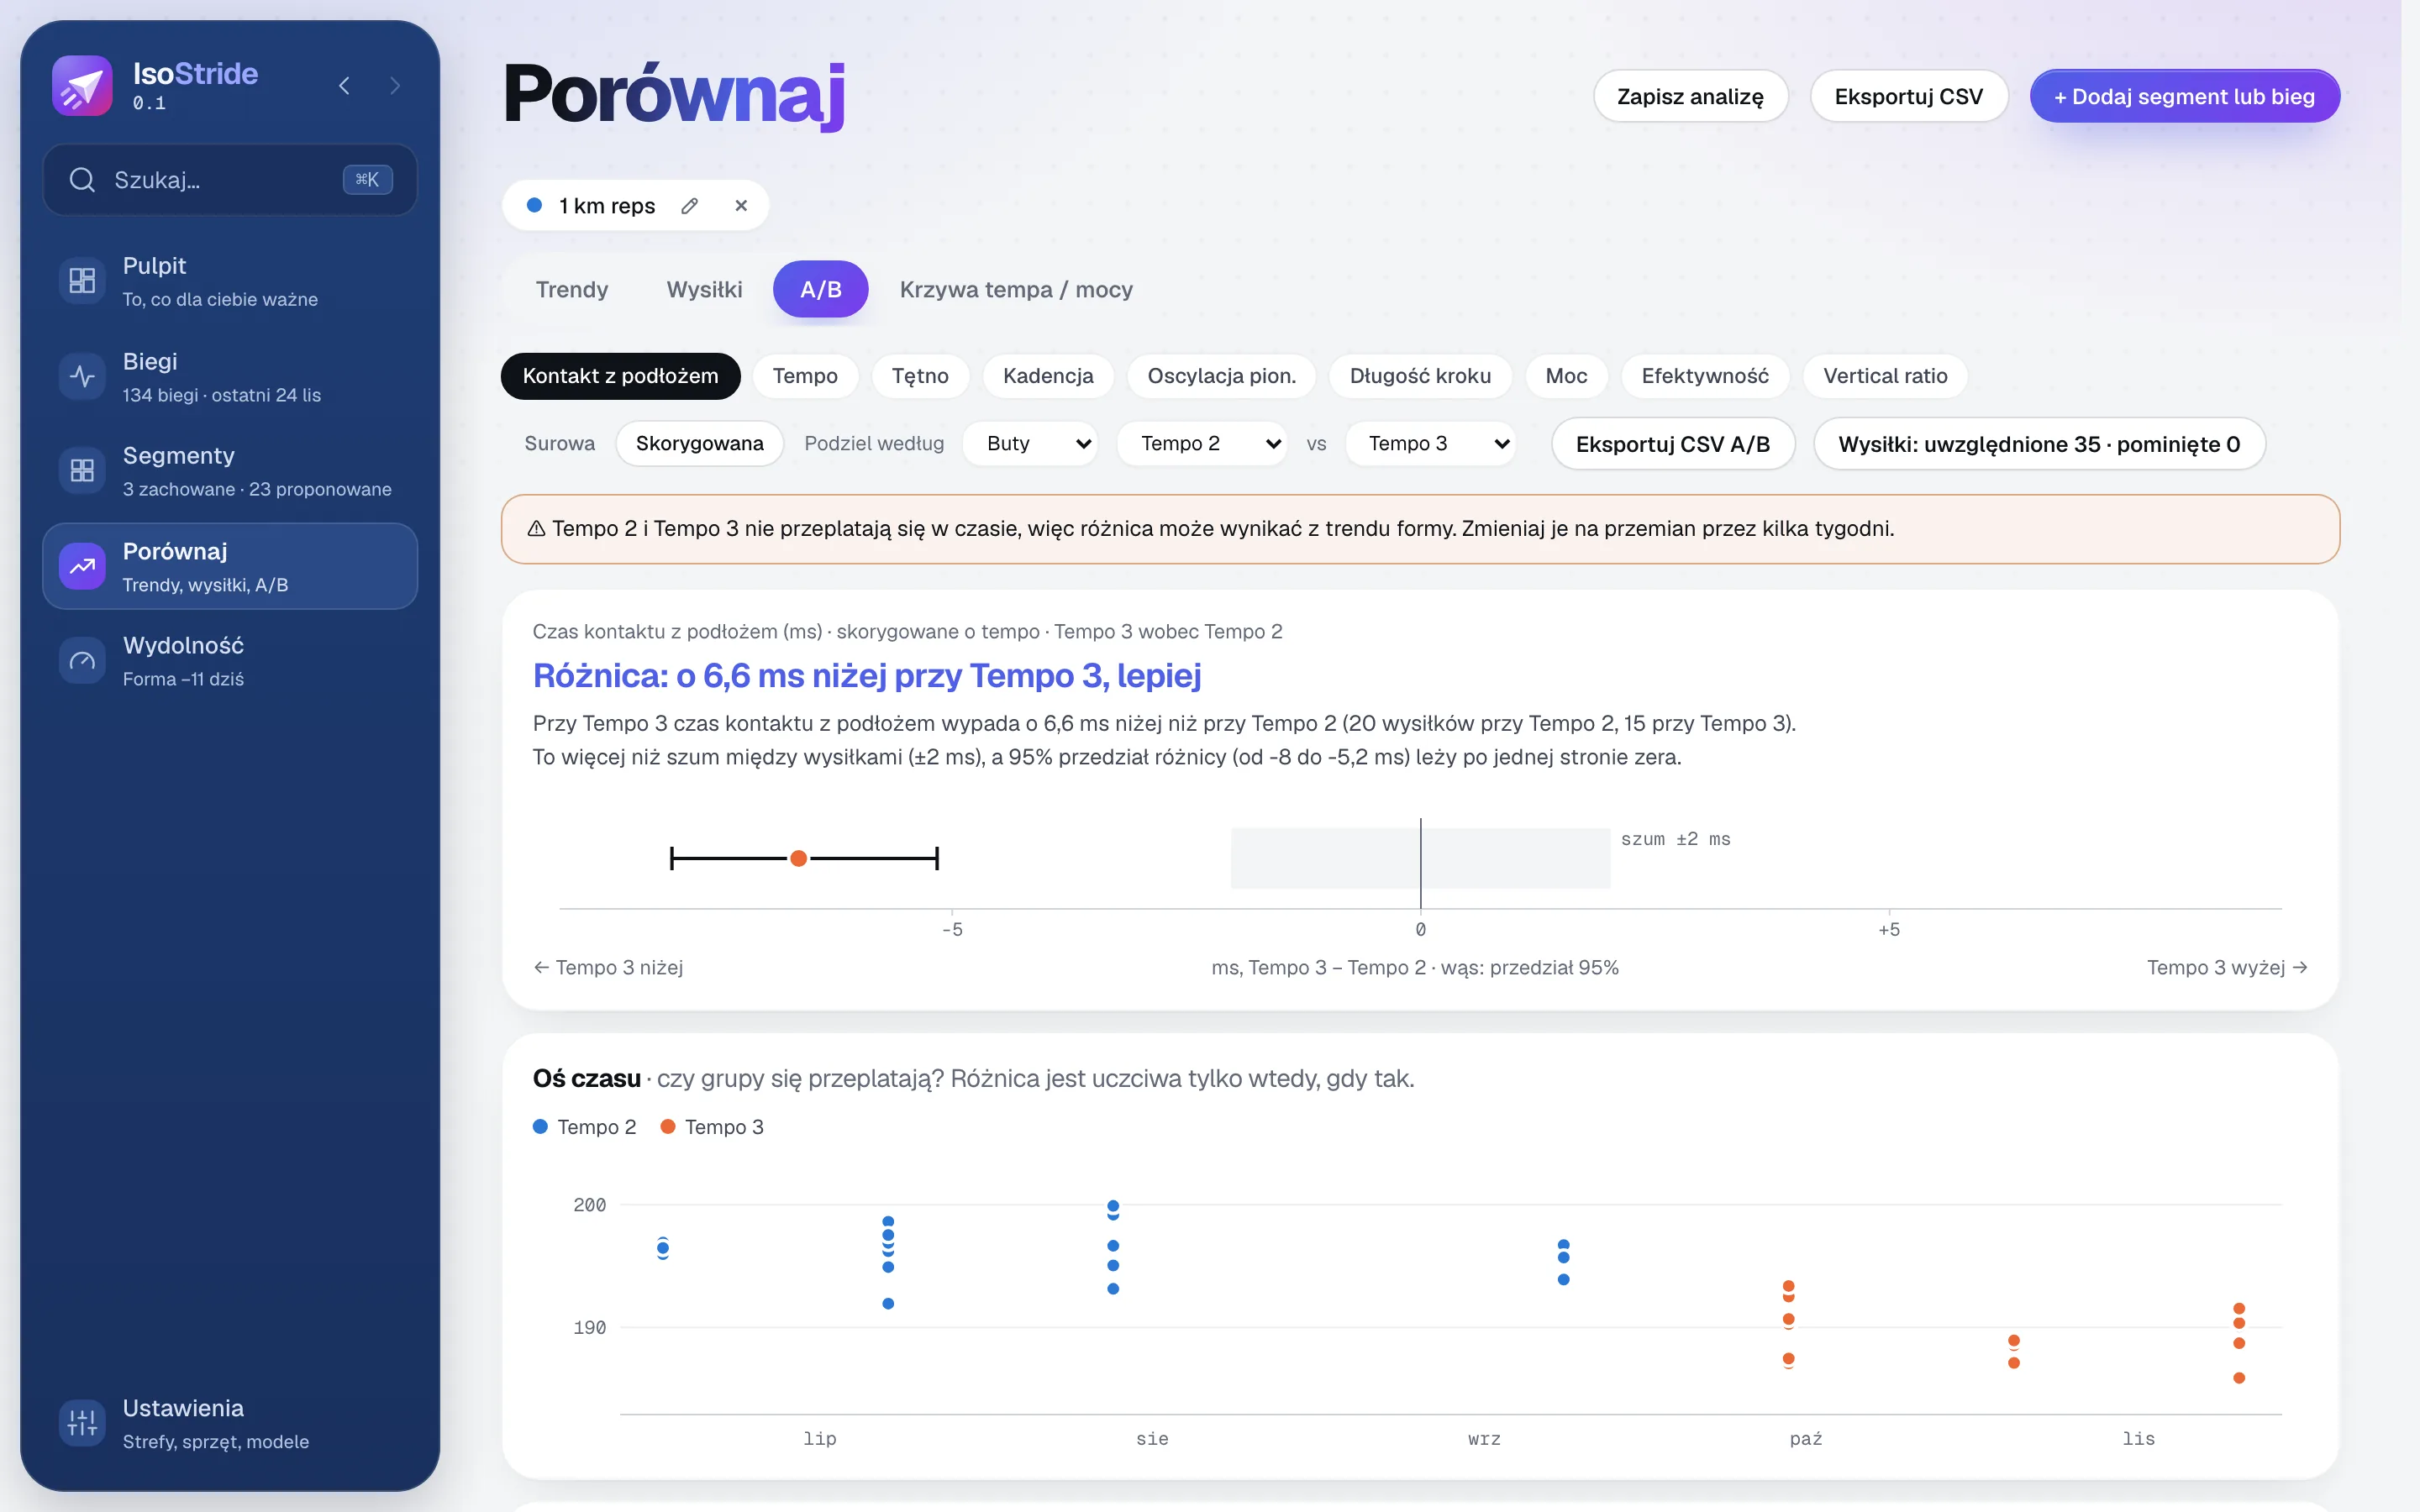 IsoStride
0.1
Szukaj...
⌘K
Pulpit
To, co dla ciebie ważne
Biegi
134 biegi · ostatni 24 lis
Segmenty
3 zachowane · 23 proponowane
Porównaj
Trendy, wysiłki, A/B
Wydolność
Forma −11 dziś
Ustawienia
Strefy, sprzęt, modele
Porównaj
Zapisz analizę
Eksportuj CSV
+ Dodaj segment lub bieg
1 km reps
Trendy
Wysiłki
A/B
Krzywa tempa / mocy
Kontakt z podłożem
Tempo
Tętno
Kadencja
Oscylacja pion.
Długość kroku
Moc
Efektywność
Vertical ratio
Surowa
Skorygowana
Podziel według
Buty
Tempo 2
vs
Tempo 3
Eksportuj CSV A/B
Wysiłki: uwzględnione 35 · pominięte 0
⚠ Tempo 2 i Tempo 3 nie przeplatają się w czasie, więc różnica może wynikać z trendu formy. Zmieniaj je na przemian przez kilka tygodni.
Czas kontaktu z podłożem (ms) · skorygowane o tempo · Tempo 3 wobec Tempo 2
Różnica: o 6,6 ms niżej przy Tempo 3, lepiej
Przy Tempo 3 czas kontaktu z podłożem wypada o 6,6 ms niżej niż przy Tempo 2 (20 wysiłków przy Tempo 2, 15 przy Tempo 3).
To więcej niż szum między wysiłkami (±2 ms), a 95% przedział różnicy (od -8 do -5,2 ms) leży po jednej stronie zera.
szum ±2 ms
-5
0
+5
← Tempo 3 niżej
ms, Tempo 3 – Tempo 2 · wąs: przedział 95%
Tempo 3 wyżej →
Oś czasu · czy grupy się przeplatają? Różnica jest uczciwa tylko wtedy, gdy tak.
Tempo 2
Tempo 3
200
190
lip
sie
wrz
paź
lis